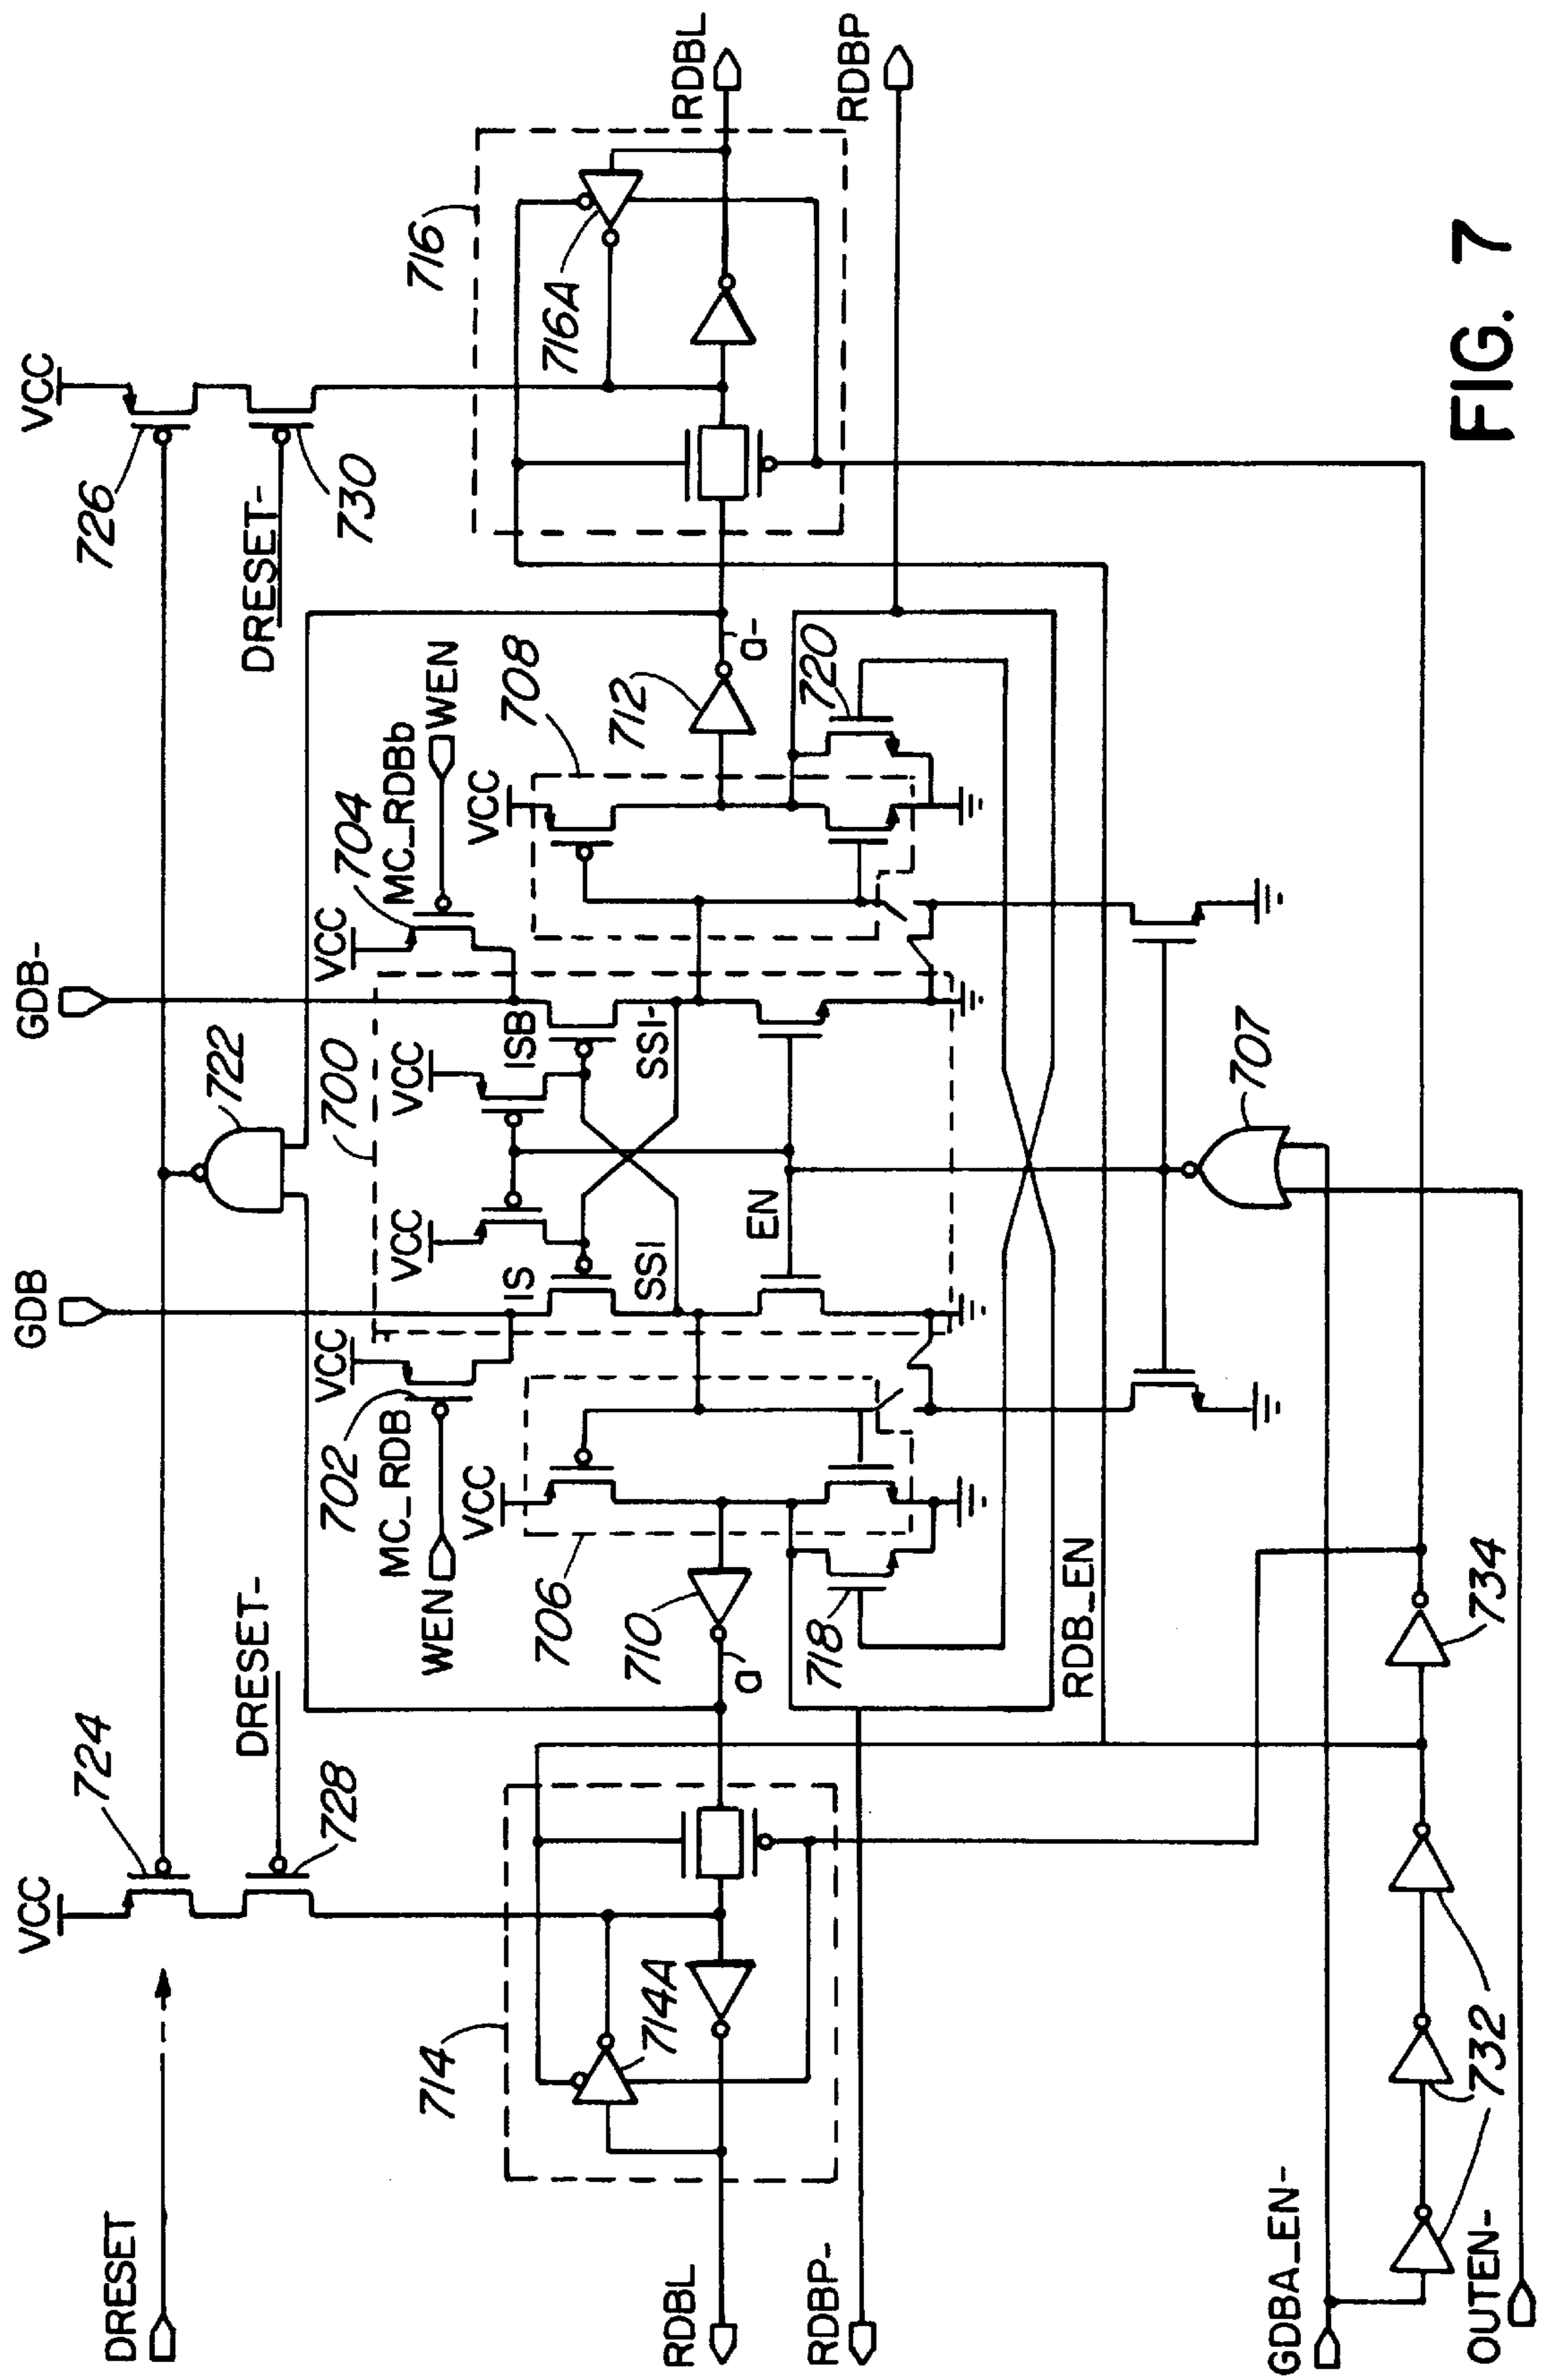 VCC
724
DRESET-
728
DRESET
714
714A
RDBL
RDBP-
GDBA_EN-
OUTEN-
732
734
RDB_EN
718
a
710
706
VCC
WEN
MC_RDB
702
VCC
GDB
IS
SSI
EN
VCC
VCC
700
722
GDB-
ISB
SSI-
707
VCC
704
MC_RDBb
WEN
VCC
708
712
a-
720
DRESET-
730
726
VCC
716
716A
RDBL
RDBP
FIG. 7